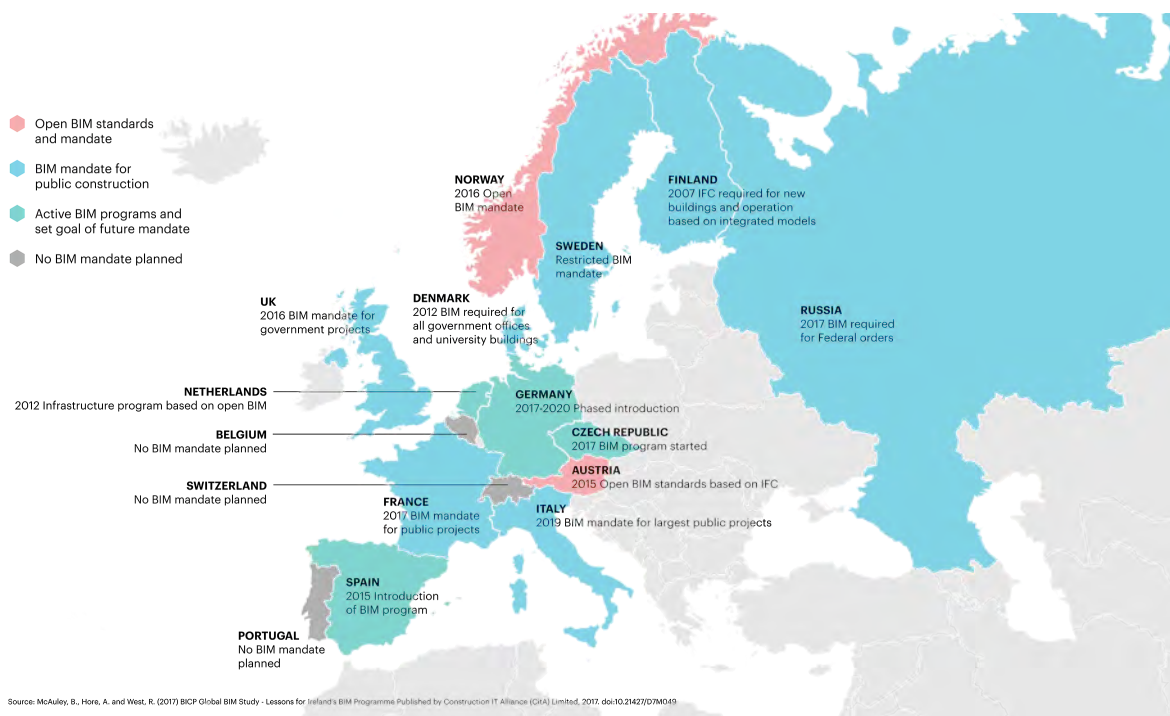 Open BIM standards
and mandate
BIM mandate for
public construction
Active BIM programs and
set goal of future mandate
No BIM mandate planned
NORWAY
2016 Open
BIM mandate
FINLAND
2007 IFC required for new
buildings and operation
based on integrated models
SWEDEN
Restricted BIM
mandate
UK
2016 BIM mandate for
government projects
DENMARK
2012 BIM required for
all government offices
and university buildings
RUSSIA
2017 BIM required
for Federal orders
NETHERLANDS
2012 Infrastructure program based on open BIM
GERMANY
2017-2020 Phased introduction
BELGIUM
No BIM mandate planned
CZECH REPUBLIC
2017 BIM program started
SWITZERLAND
No BIM mandate planned
AUSTRIA
2015 Open BIM standards based on IFC
FRANCE
2017 BIM mandate
for public projects
ITALY
2019 BIM mandate for largest public projects
SPAIN
2015 Introduction
of BIM program
PORTUGAL
No BIM mandate
planned
Source: McAuley, B., Hore, A. and West, R. (2017) BICP Global BIM Study - Lessons for Ireland's BIM Programme Published by Construction IT Alliance (CitA) Limited, 2017. doi:10.21427/D7M049